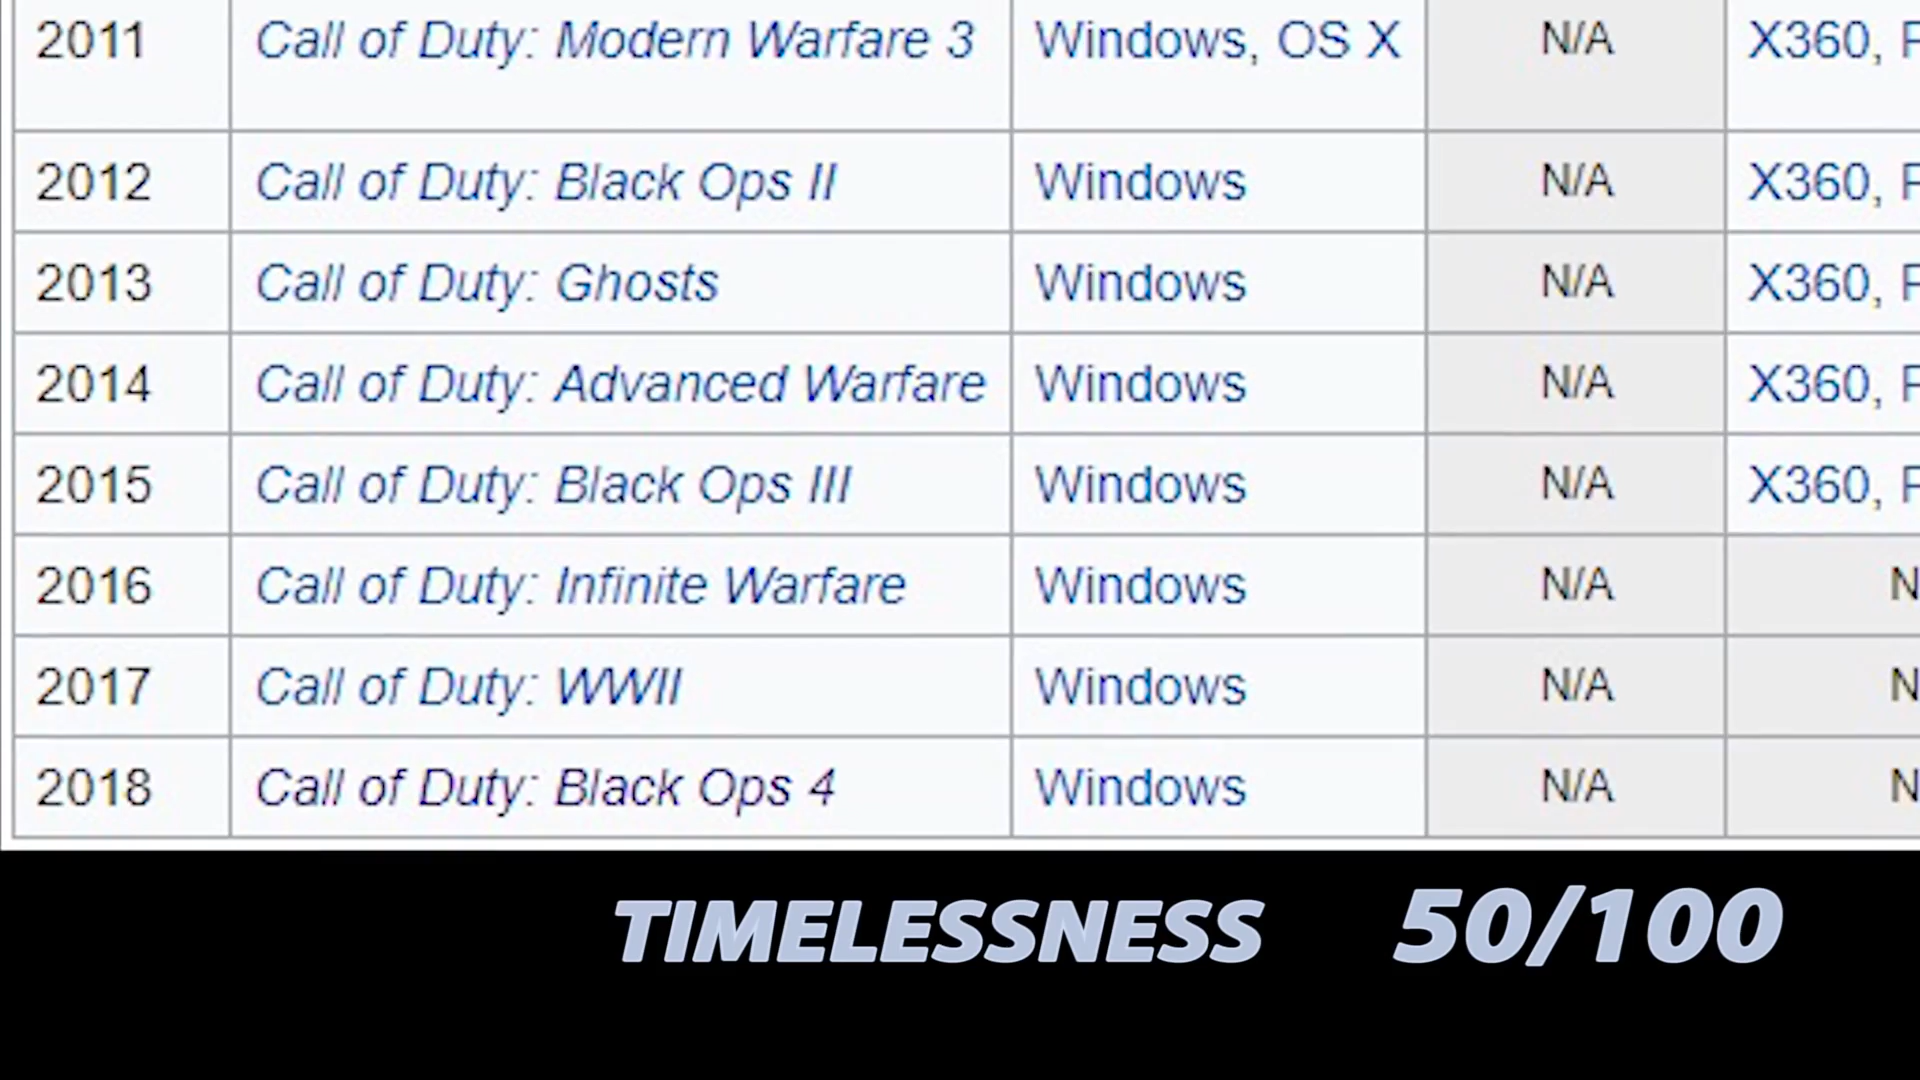 2011 Call of Duty: Modern Warfare 3 Windows, OS X N/A X360,
2012 Call of Duty: Black Ops II Windows N/A X360,
2013 Call of Duty: Ghosts Windows N/A X360,
2014 Call of Duty: Advanced Warfare Windows N/A X360,
2015 Call of Duty: Black Ops III Windows N/A X360,
2016 Call of Duty: Infinite Warfare Windows N/A N
2017 Call of Duty: WWII Windows N/A N
2018 Call of Duty: Black Ops 4 Windows N/A N
TIMELESSNESS 50/100